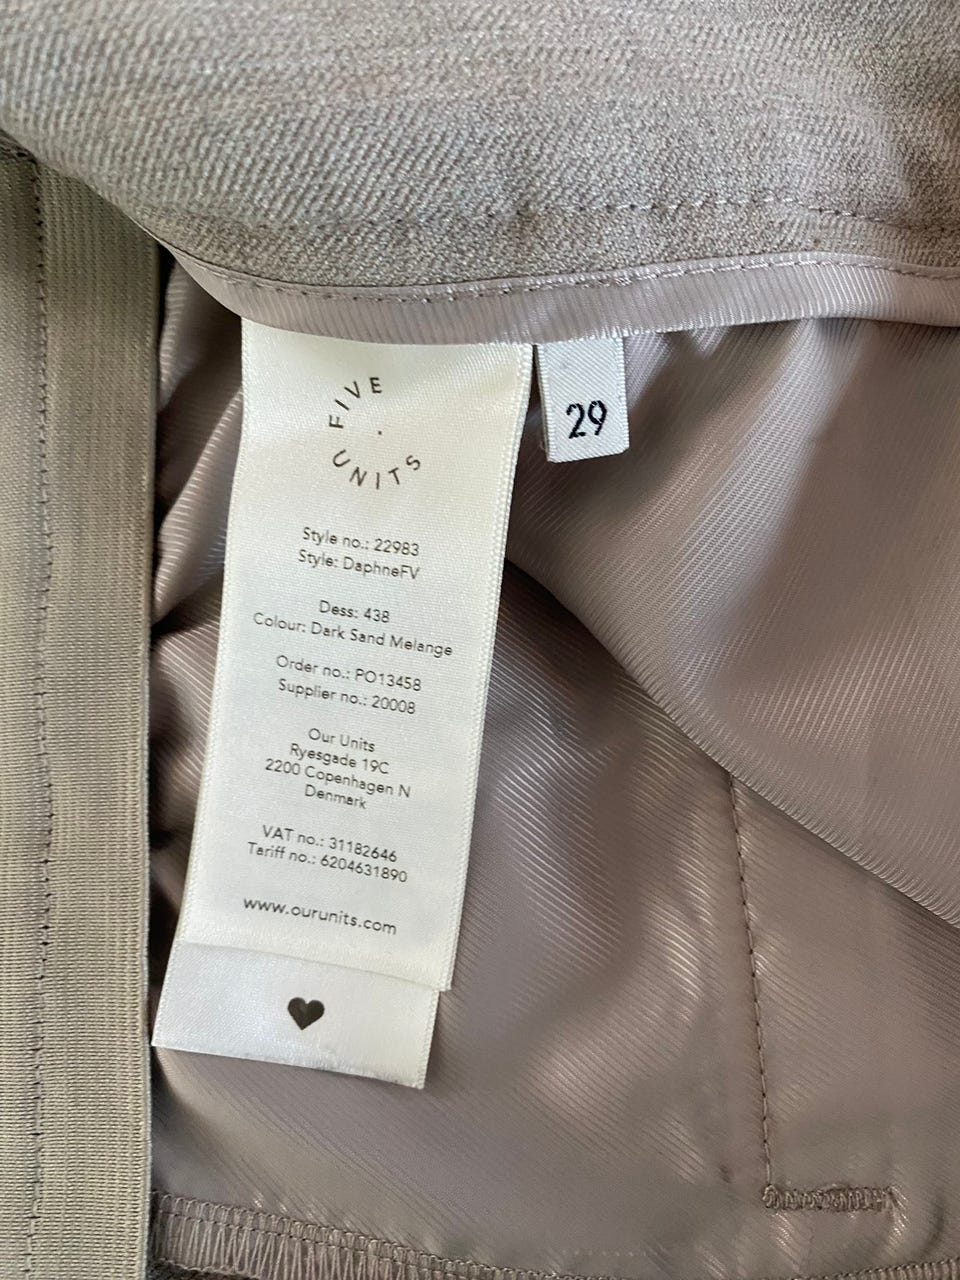 FIVE
UNITS
29
Style no.: 22983
Style: DaphneFV
Dess: 438
Colour: Dark Sand Melange
Order no.: PO13458
Supplier no.: 20008
Our Units
Ryesgade 19C
2200 Copenhagen N
Denmark
VAT no.: 31182646
Tariff no.: 6204631890
www.ourunits.com